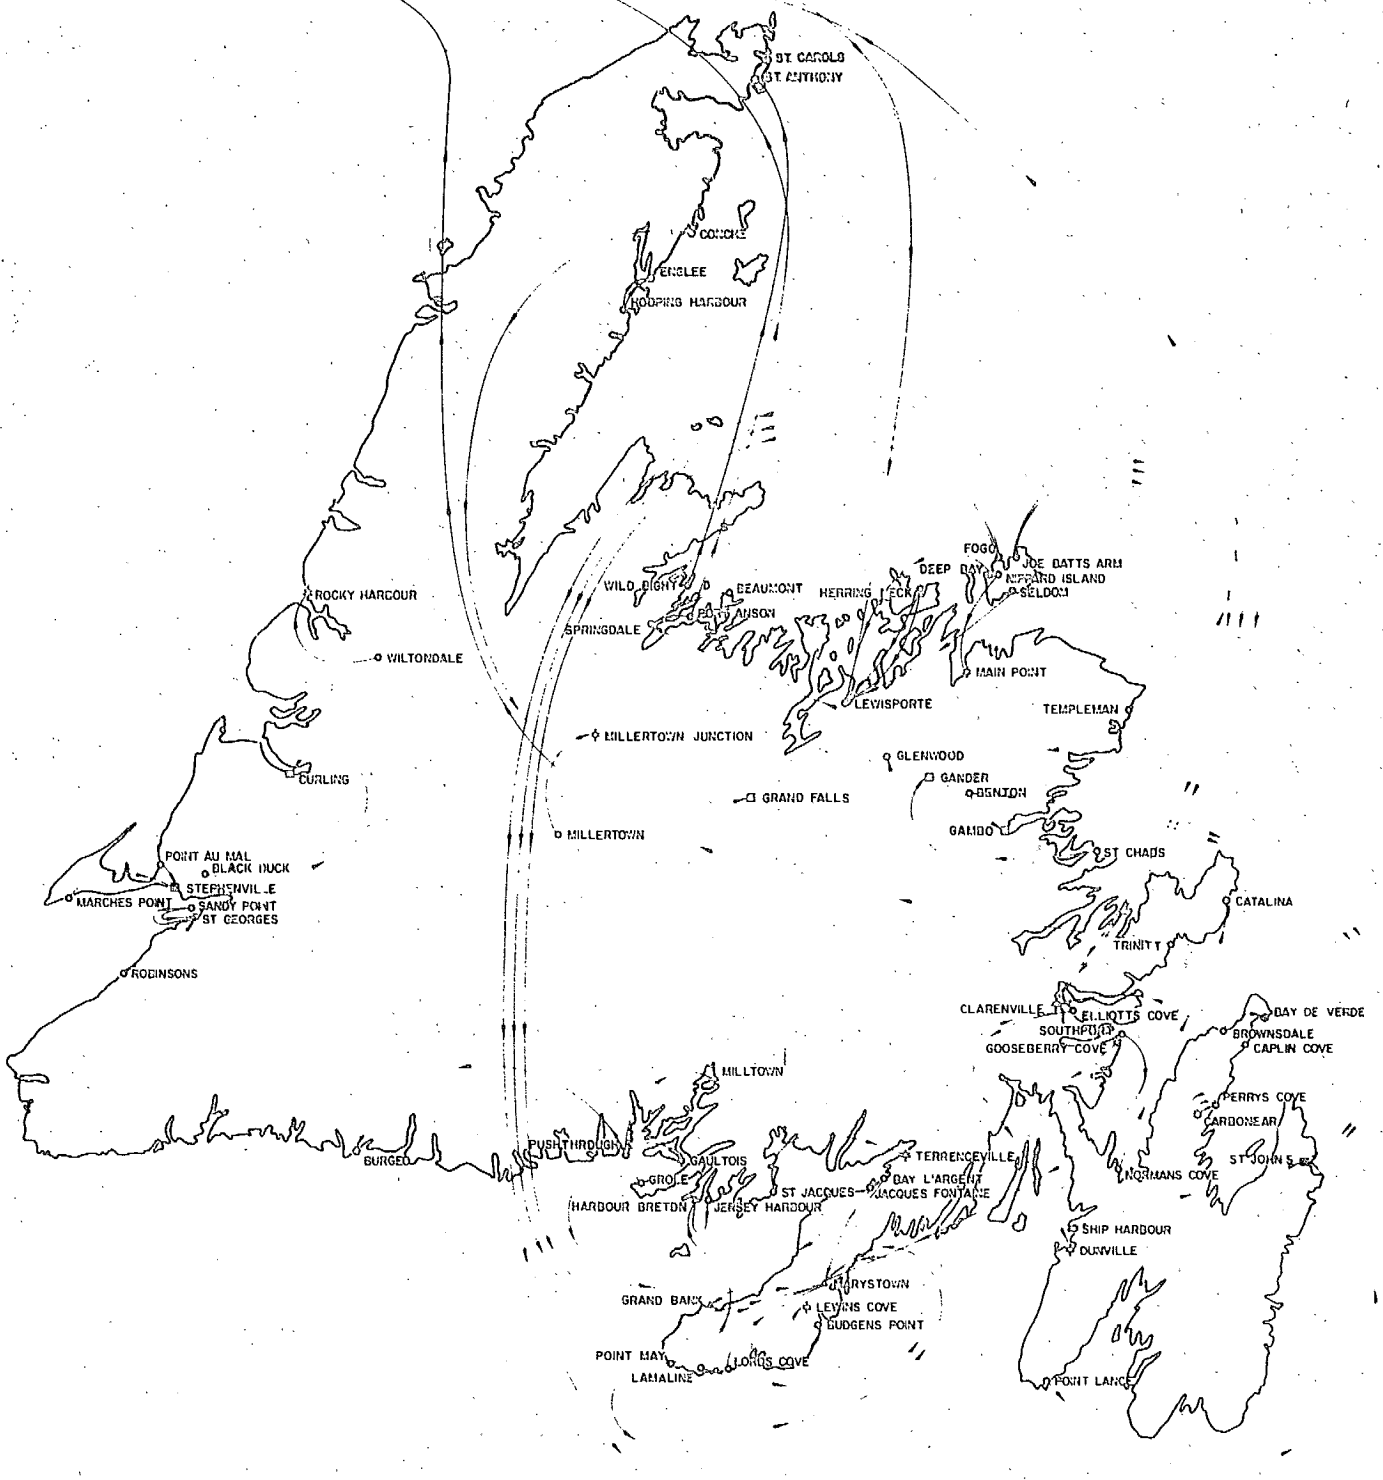 ST. CAROLS
ST. ANTHONY
CONCHE
ENGLEE
HOOPING HARBOUR
FOGO
JOE BATTS ARM
DEEP BAY
NIPPARD ISLAND
WILD BIGHT
BEAUMONT
HERRING NECK
SELDOM
ROCKY HARBOUR
PORT ANSON
SPRINGDALE
WILTONDALE
MAIN POINT
LEWISPORTE
TEMPLEMAN
MILLERTOWN JUNCTION
GLENWOOD
CURLING
GANDER
BENTON
GRAND FALLS
MILLERTOWN
GAMBO
ST CHADS
POINT AU MAL
BLACK DUCK
STEPHENVILLE
MARCHES POINT
SANDY POINT
ST GEORGES
CATALINA
TRINITY
ROBINSONS
CLARENVILLE
ELLIOTTS COVE
BAY DE VERDE
SOUTHPORT
BROWNSDALE
GOOSEBERRY COVE
CAPLIN COVE
MILLTOWN
PERRYS COVE
CARBONEAR
PUSHTHROUGH
BURGEO
GAULTOIS
TERRENCEVILLE
ST JOHNS
GROLE
BAY L'ARGENT
NORMANS COVE
ST JACQUES
JACQUES FONTAINE
HARBOUR BRETON
JERSEY HARBOUR
SHIP HARBOUR
DUNVILLE
MARYSTOWN
GRAND BANK
LEWINS COVE
BUDGENS POINT
POINT MAY
LORDS COVE
LAMALINE
POINT LANCE